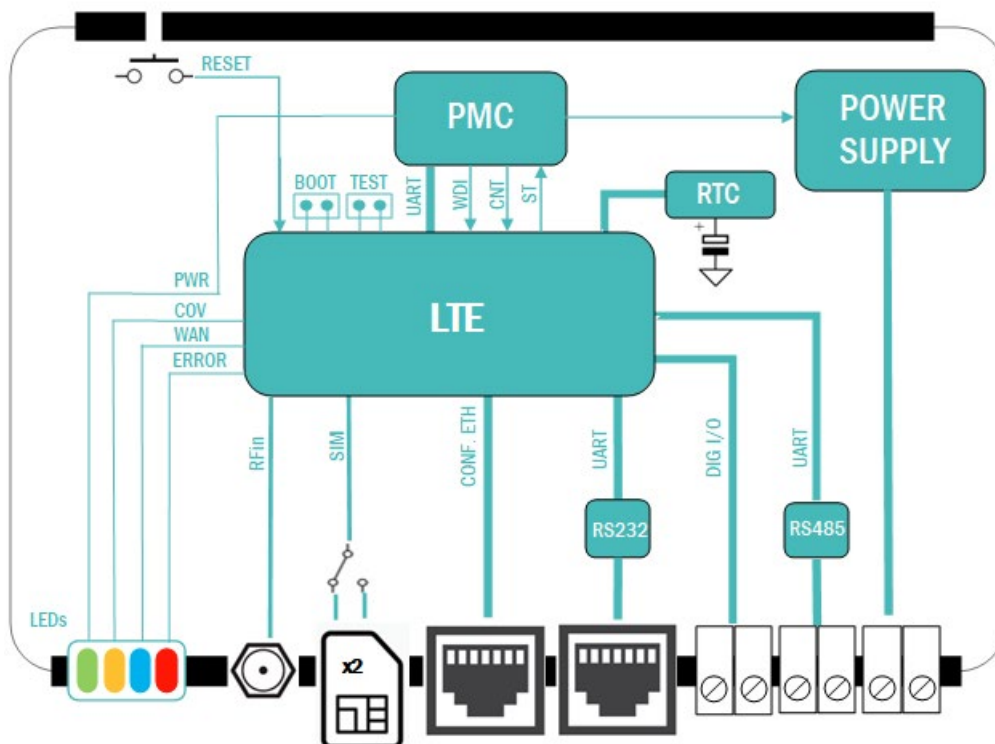 RESET
PMC
POWER
SUPPLY
BOOT
TEST
UART
WDI
CNT
ST
RTC
+
PWR
COV
WAN
ERROR
LTE
RFin
SIM
CONF. ETH
UART
DIG I/O
UART
RS232
RS485
LEDs
x2